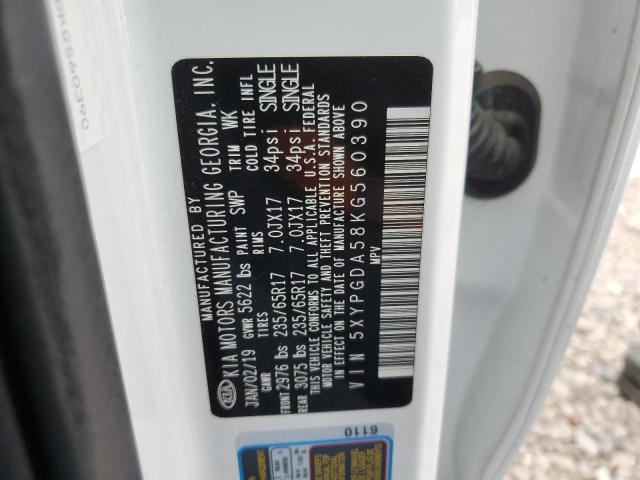 MANUFACTURED BY
KIA KIA MOTORS MANUFACTURING GEORGIA, INC.
JAN/02/19 GVWR 5622 lbs PAINT SWP TRIM WK
GAWR TIRES RIMS COLD TIRE INFL
FRONT 2976 lbs 235/65R17 7.0JX17 34psi SINGLE
REAR 3075 lbs 235/65R17 7.0JX17 34psi SINGLE
THIS VEHICLE CONFORMS TO ALL APPLICABLE U.S.A. FEDERAL
MOTOR VEHICLE SAFETY AND THEFT PREVENTION STANDARDS
IN EFFECT ON THE DATE OF MANUFACTURE SHOWN ABOVE
VIN 5XYPGDA58KG560390
MPV
6110